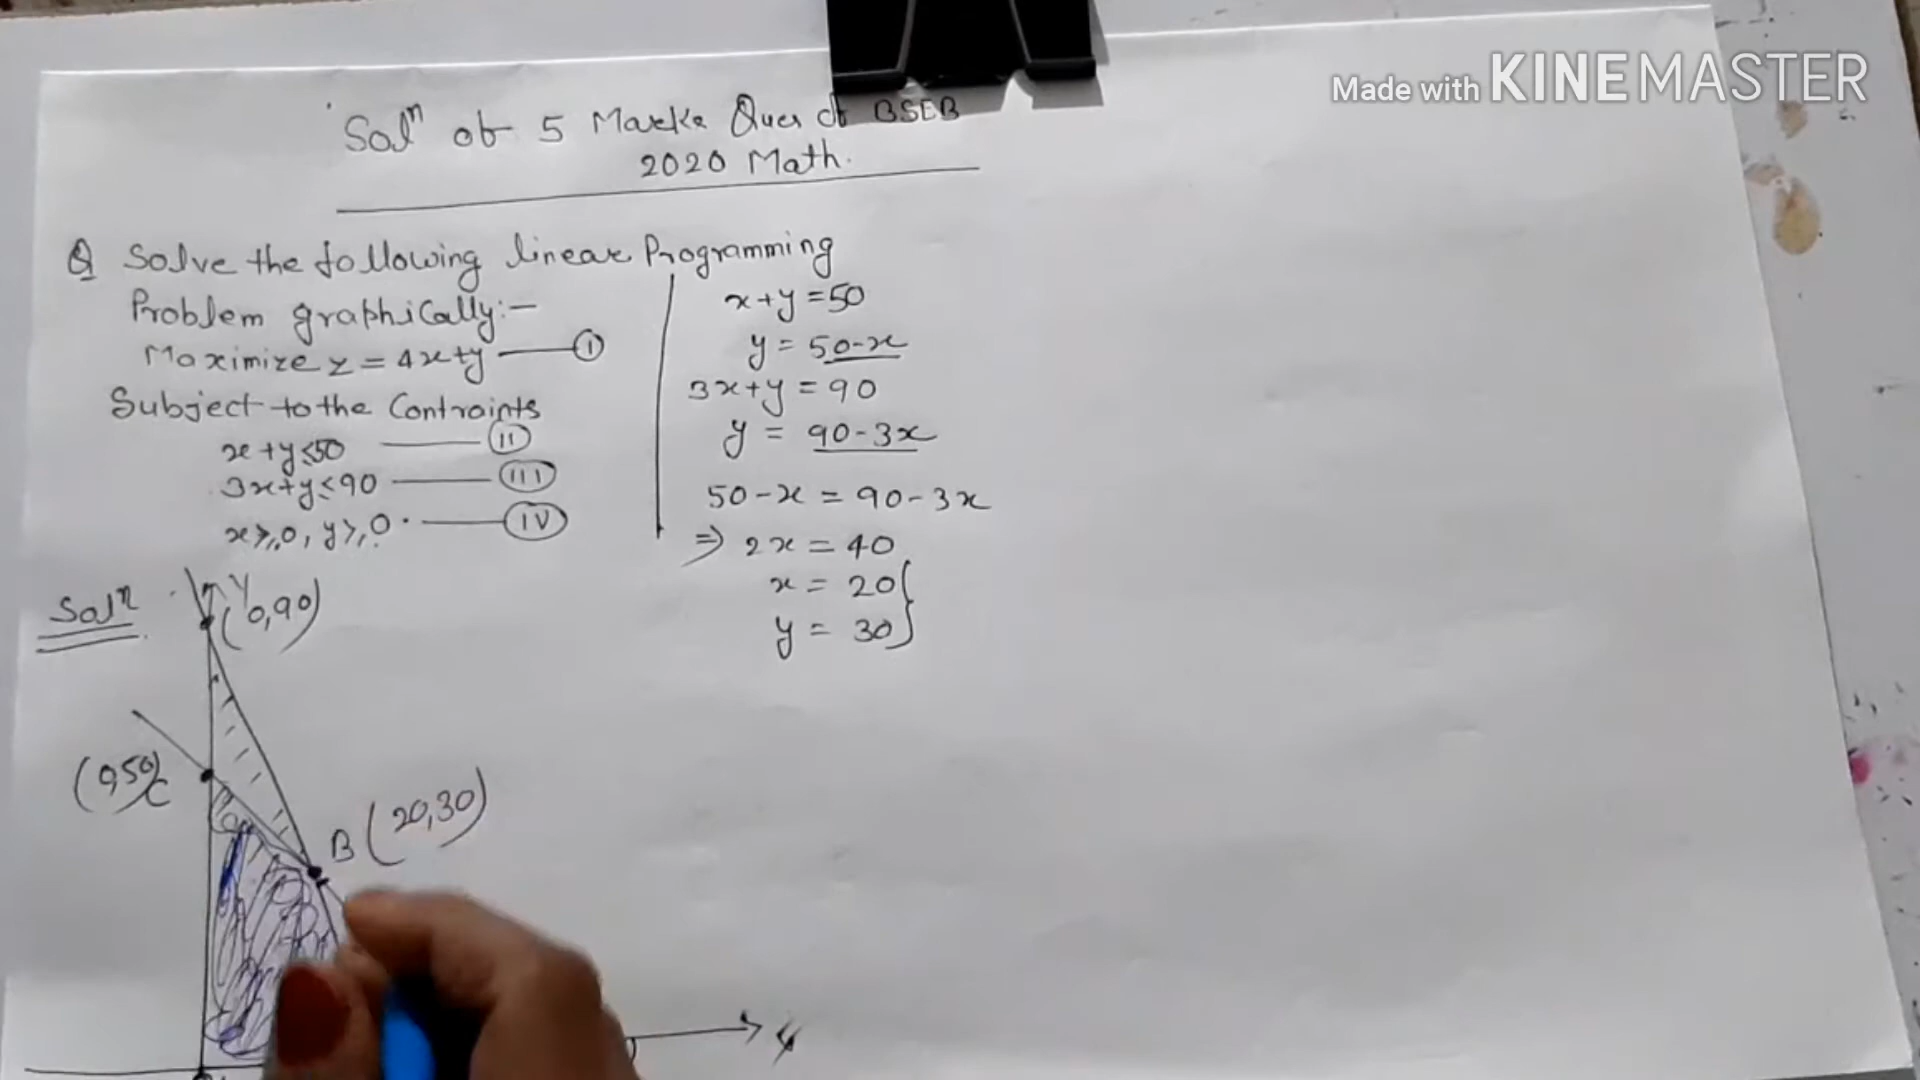 Made with KINEMASTER
Solⁿ of 5 Marks Ques of BSEB
2020 Math.
Q Solve the following linear Programming
Problem graphically:-
Maximize z = 4x+y — (I)
Subject to the Contraints
x+y≤50 — (II)
3x+y≤90 — (III)
x≥0, y≥0. — (IV)
x+y=50
y = 50-x
3x+y = 90
y = 90-3x
50-x = 90-3x
⇒ 2x = 40
x = 20
y = 30
Solⁿ
Y
(0,90)
(0,50) C
B (20,30)
X